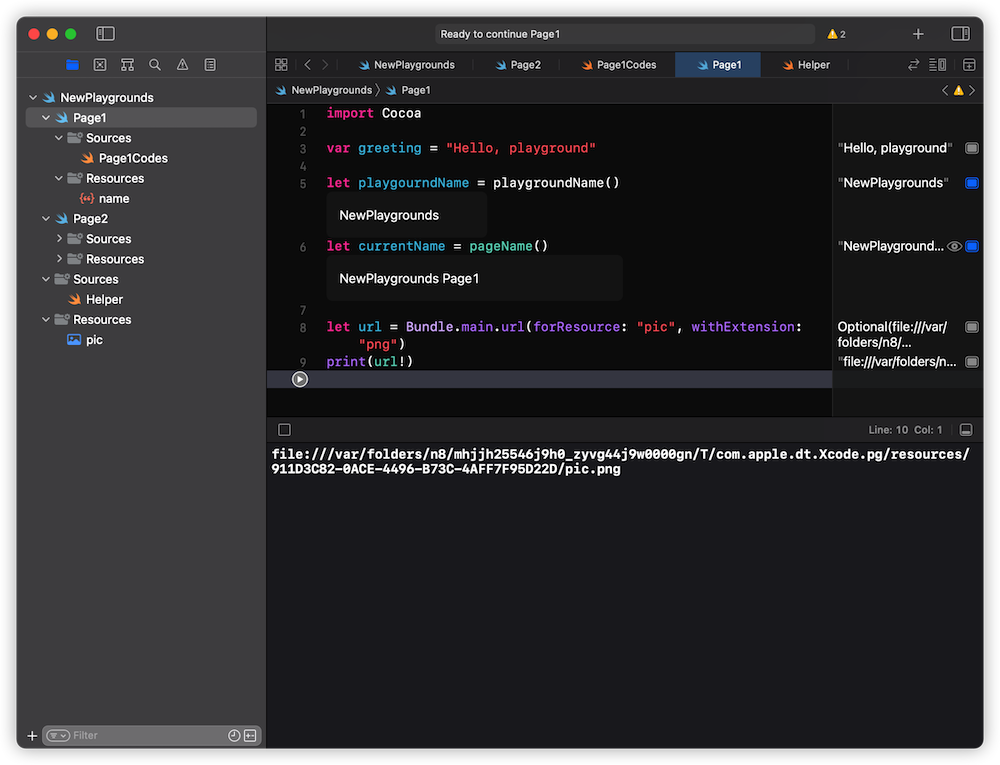 Ready to continue Page1
2
NewPlaygrounds
Page2
Page1Codes
Page1
Helper
NewPlaygrounds
Page1
Sources
Page1Codes
Resources
name
Page2
Sources
Resources
Sources
Helper
Resources
pic
Filter
NewPlaygrounds 〉 Page1
1 import Cocoa
2
3 var greeting = "Hello, playground"
"Hello, playground"
4
5 let playgourndName = playgroundName()
"NewPlaygrounds"
NewPlaygrounds
6 let currentName = pageName()
"NewPlayground...
NewPlaygrounds Page1
7
8 let url = Bundle.main.url(forResource: "pic", withExtension:
"png")
Optional(file:///var/
folders/n8/...
9 print(url!)
"file:///var/folders/n...
Line: 10 Col: 1
file:///var/folders/n8/mhjjh25546j9h0_zyvg44j9w0000gn/T/com.apple.dt.Xcode.pg/resources/
911D3C82-0ACE-4496-B73C-4AFF7F95D22D/pic.png